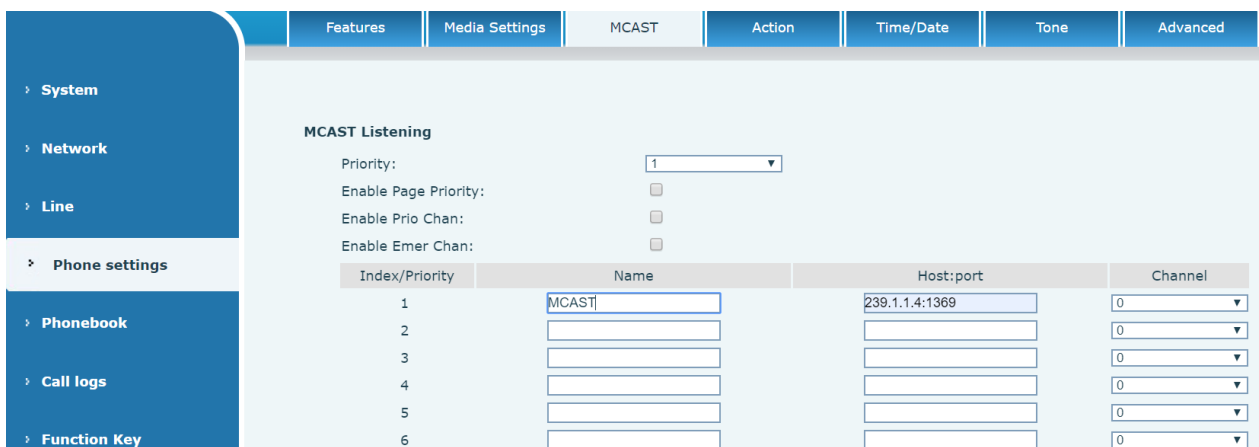 Features Media Settings MCAST Action Time/Date Tone Advanced
System
Network
Line
Phone settings
Phonebook
Call logs
Function Key
MCAST Listening
Priority: 1
Enable Page Priority:
Enable Prio Chan:
Enable Emer Chan:
Index/Priority Name Host:port Channel
1 MCAST 239.1.1.4:1369 0
2 0
3 0
4 0
5 0
6 0